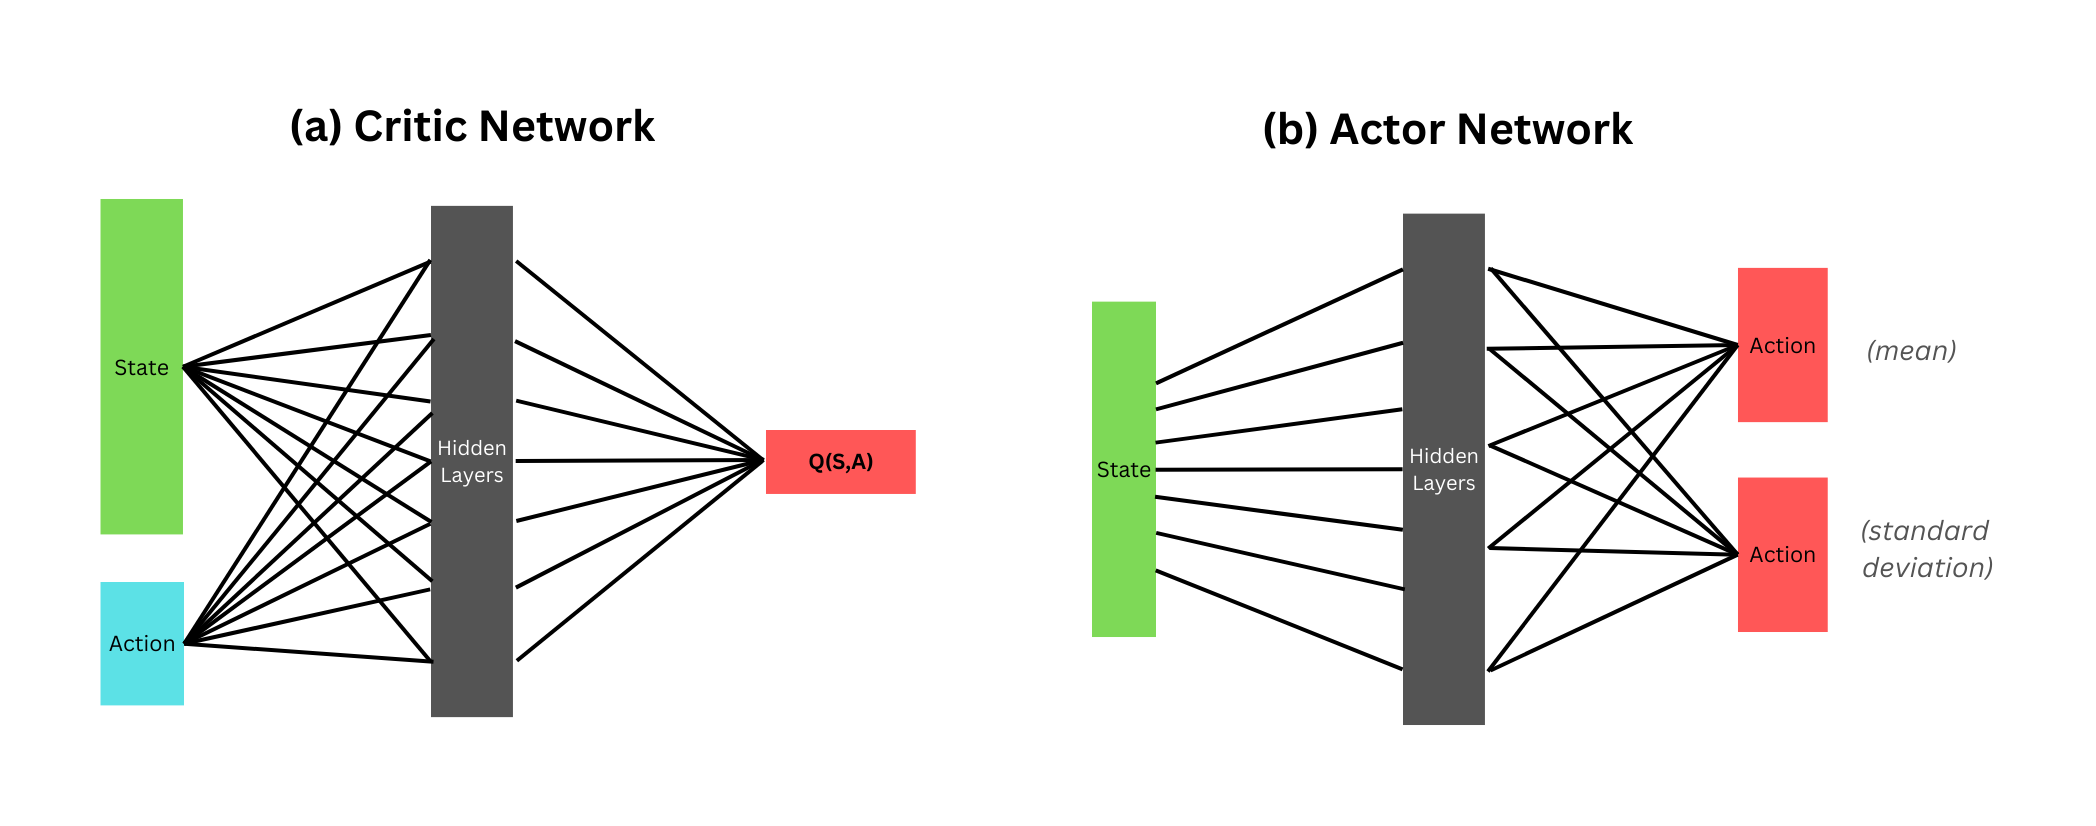 (a) Critic Network
State
Action
Hidden
Layers
Q(S,A)
(b) Actor Network
State
Hidden
Layers
Action
(mean)
Action
(standard
deviation)